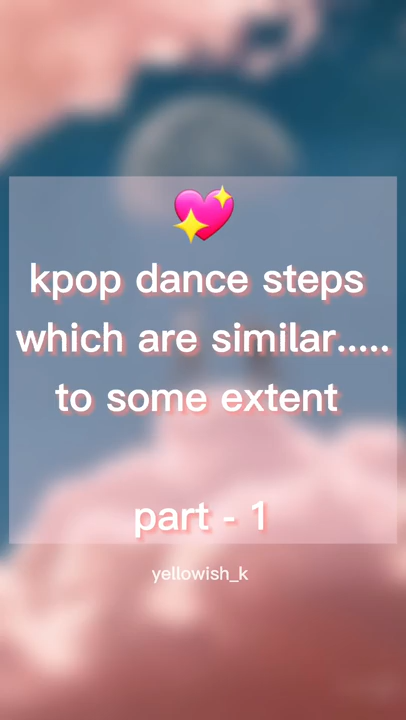 kpop dance steps
which are similar.....
to some extent
part - 1
yellowish_k